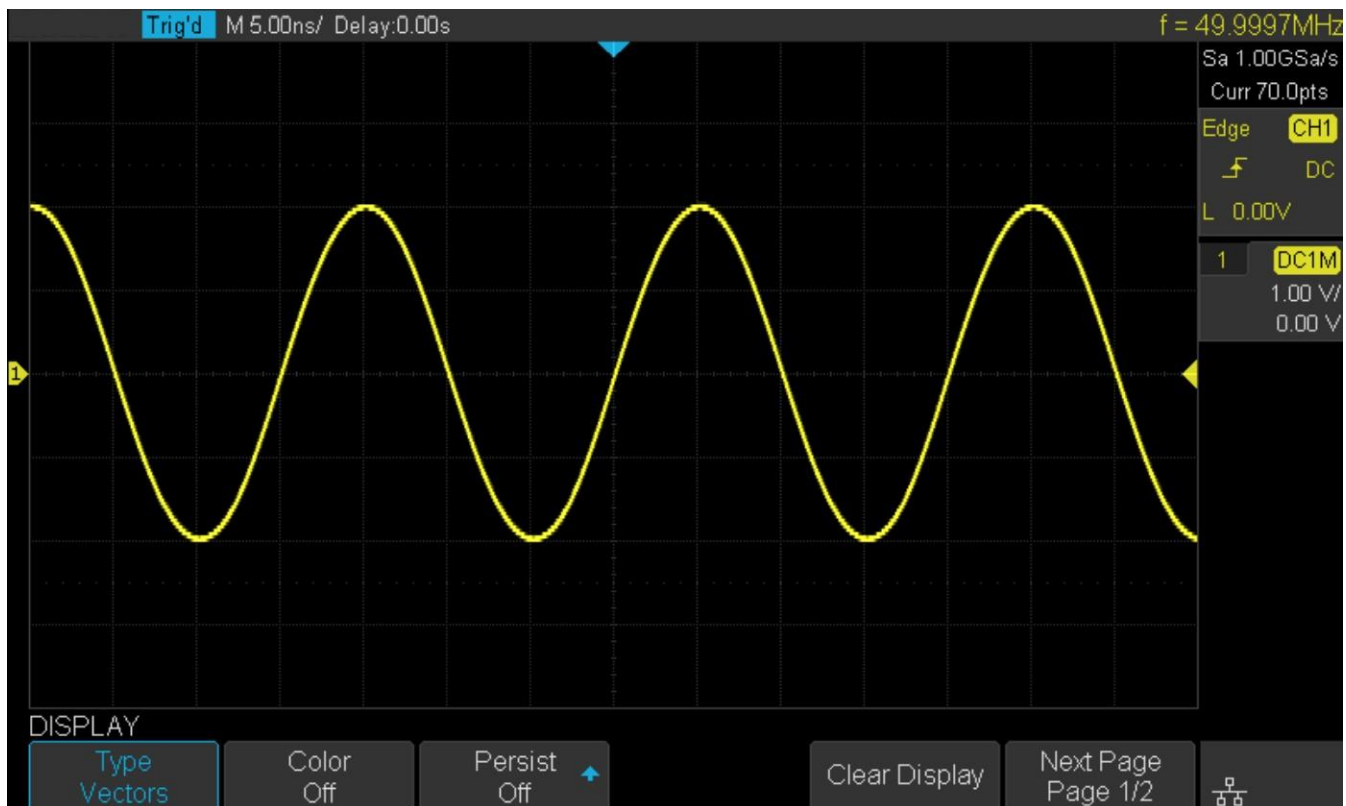 Trig'd M 5.00ns/ Delay:0.00s f = 49.9997MHz
Sa 1.00GSa/s
Curr 70.0pts
Edge CH1
DC
L 0.00V
1 DC1M
1.00 V/
0.00 V
1
DISPLAY
Type Color Persist Clear Display Next Page
Vectors Off Off Page 1/2